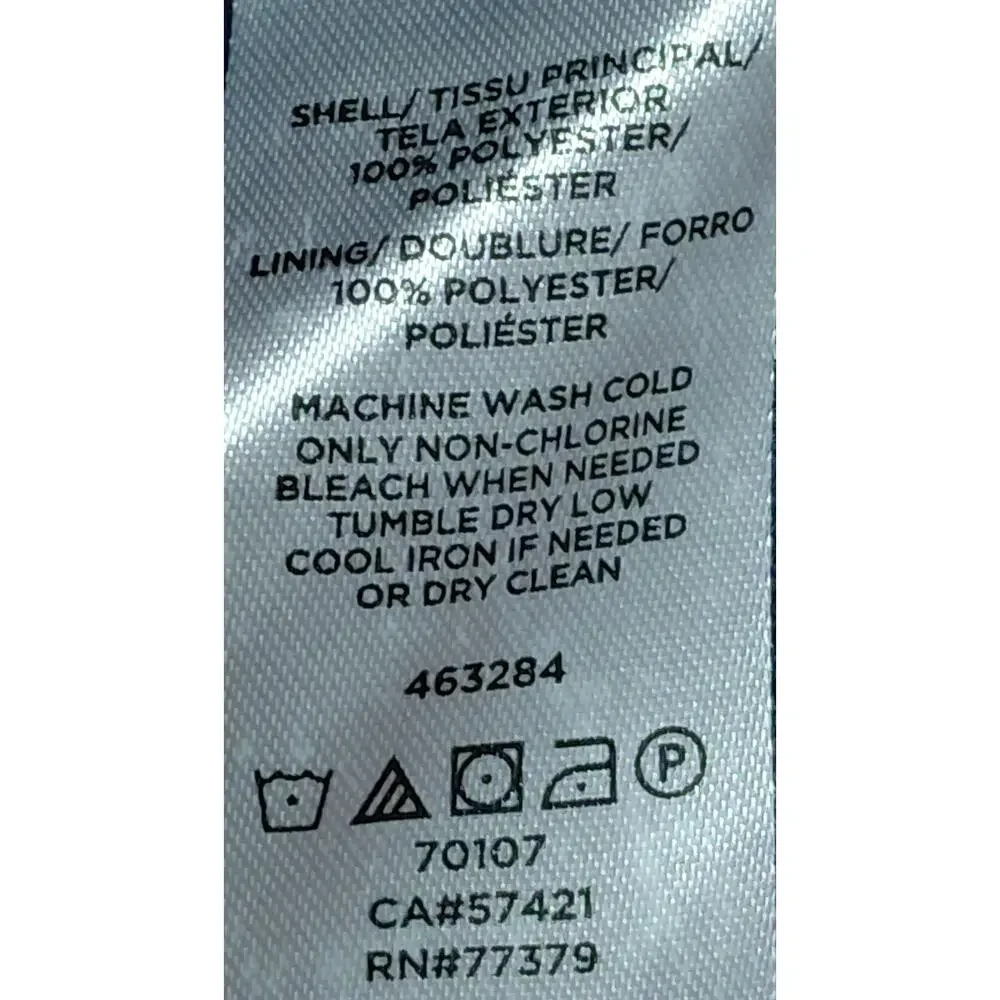 SHELL/ TISSU PRINCIPAL/
TELA EXTERIOR
100% POLYESTER/
POLIÉSTER
LINING/ DOUBLURE/ FORRO
100% POLYESTER/
POLIÉSTER
MACHINE WASH COLD
ONLY NON-CHLORINE
BLEACH WHEN NEEDED
TUMBLE DRY LOW
COOL IRON IF NEEDED
OR DRY CLEAN
463284
P
70107
CA#57421
RN#77379